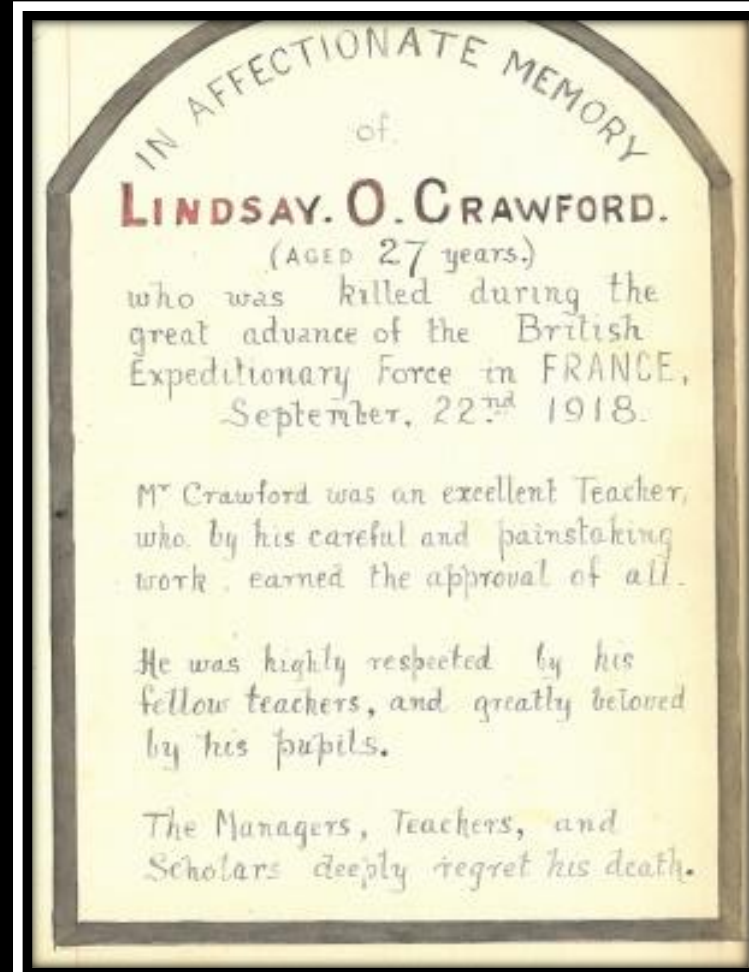 IN AFFECTIONATE MEMORY
of.
LINDSAY. O. CRAWFORD.
(AGED 27 years.)
who was killed during the
great advance of the British
Expeditionary Force in FRANCE,
September, 22nd 1918.
Mr Crawford was an excellent Teacher,
who by his careful and painstaking
work earned the approval of all.
He was highly respected by his
fellow teachers, and greatly beloved
by his pupils.
The Managers, Teachers, and
Scholars deeply regret his death.